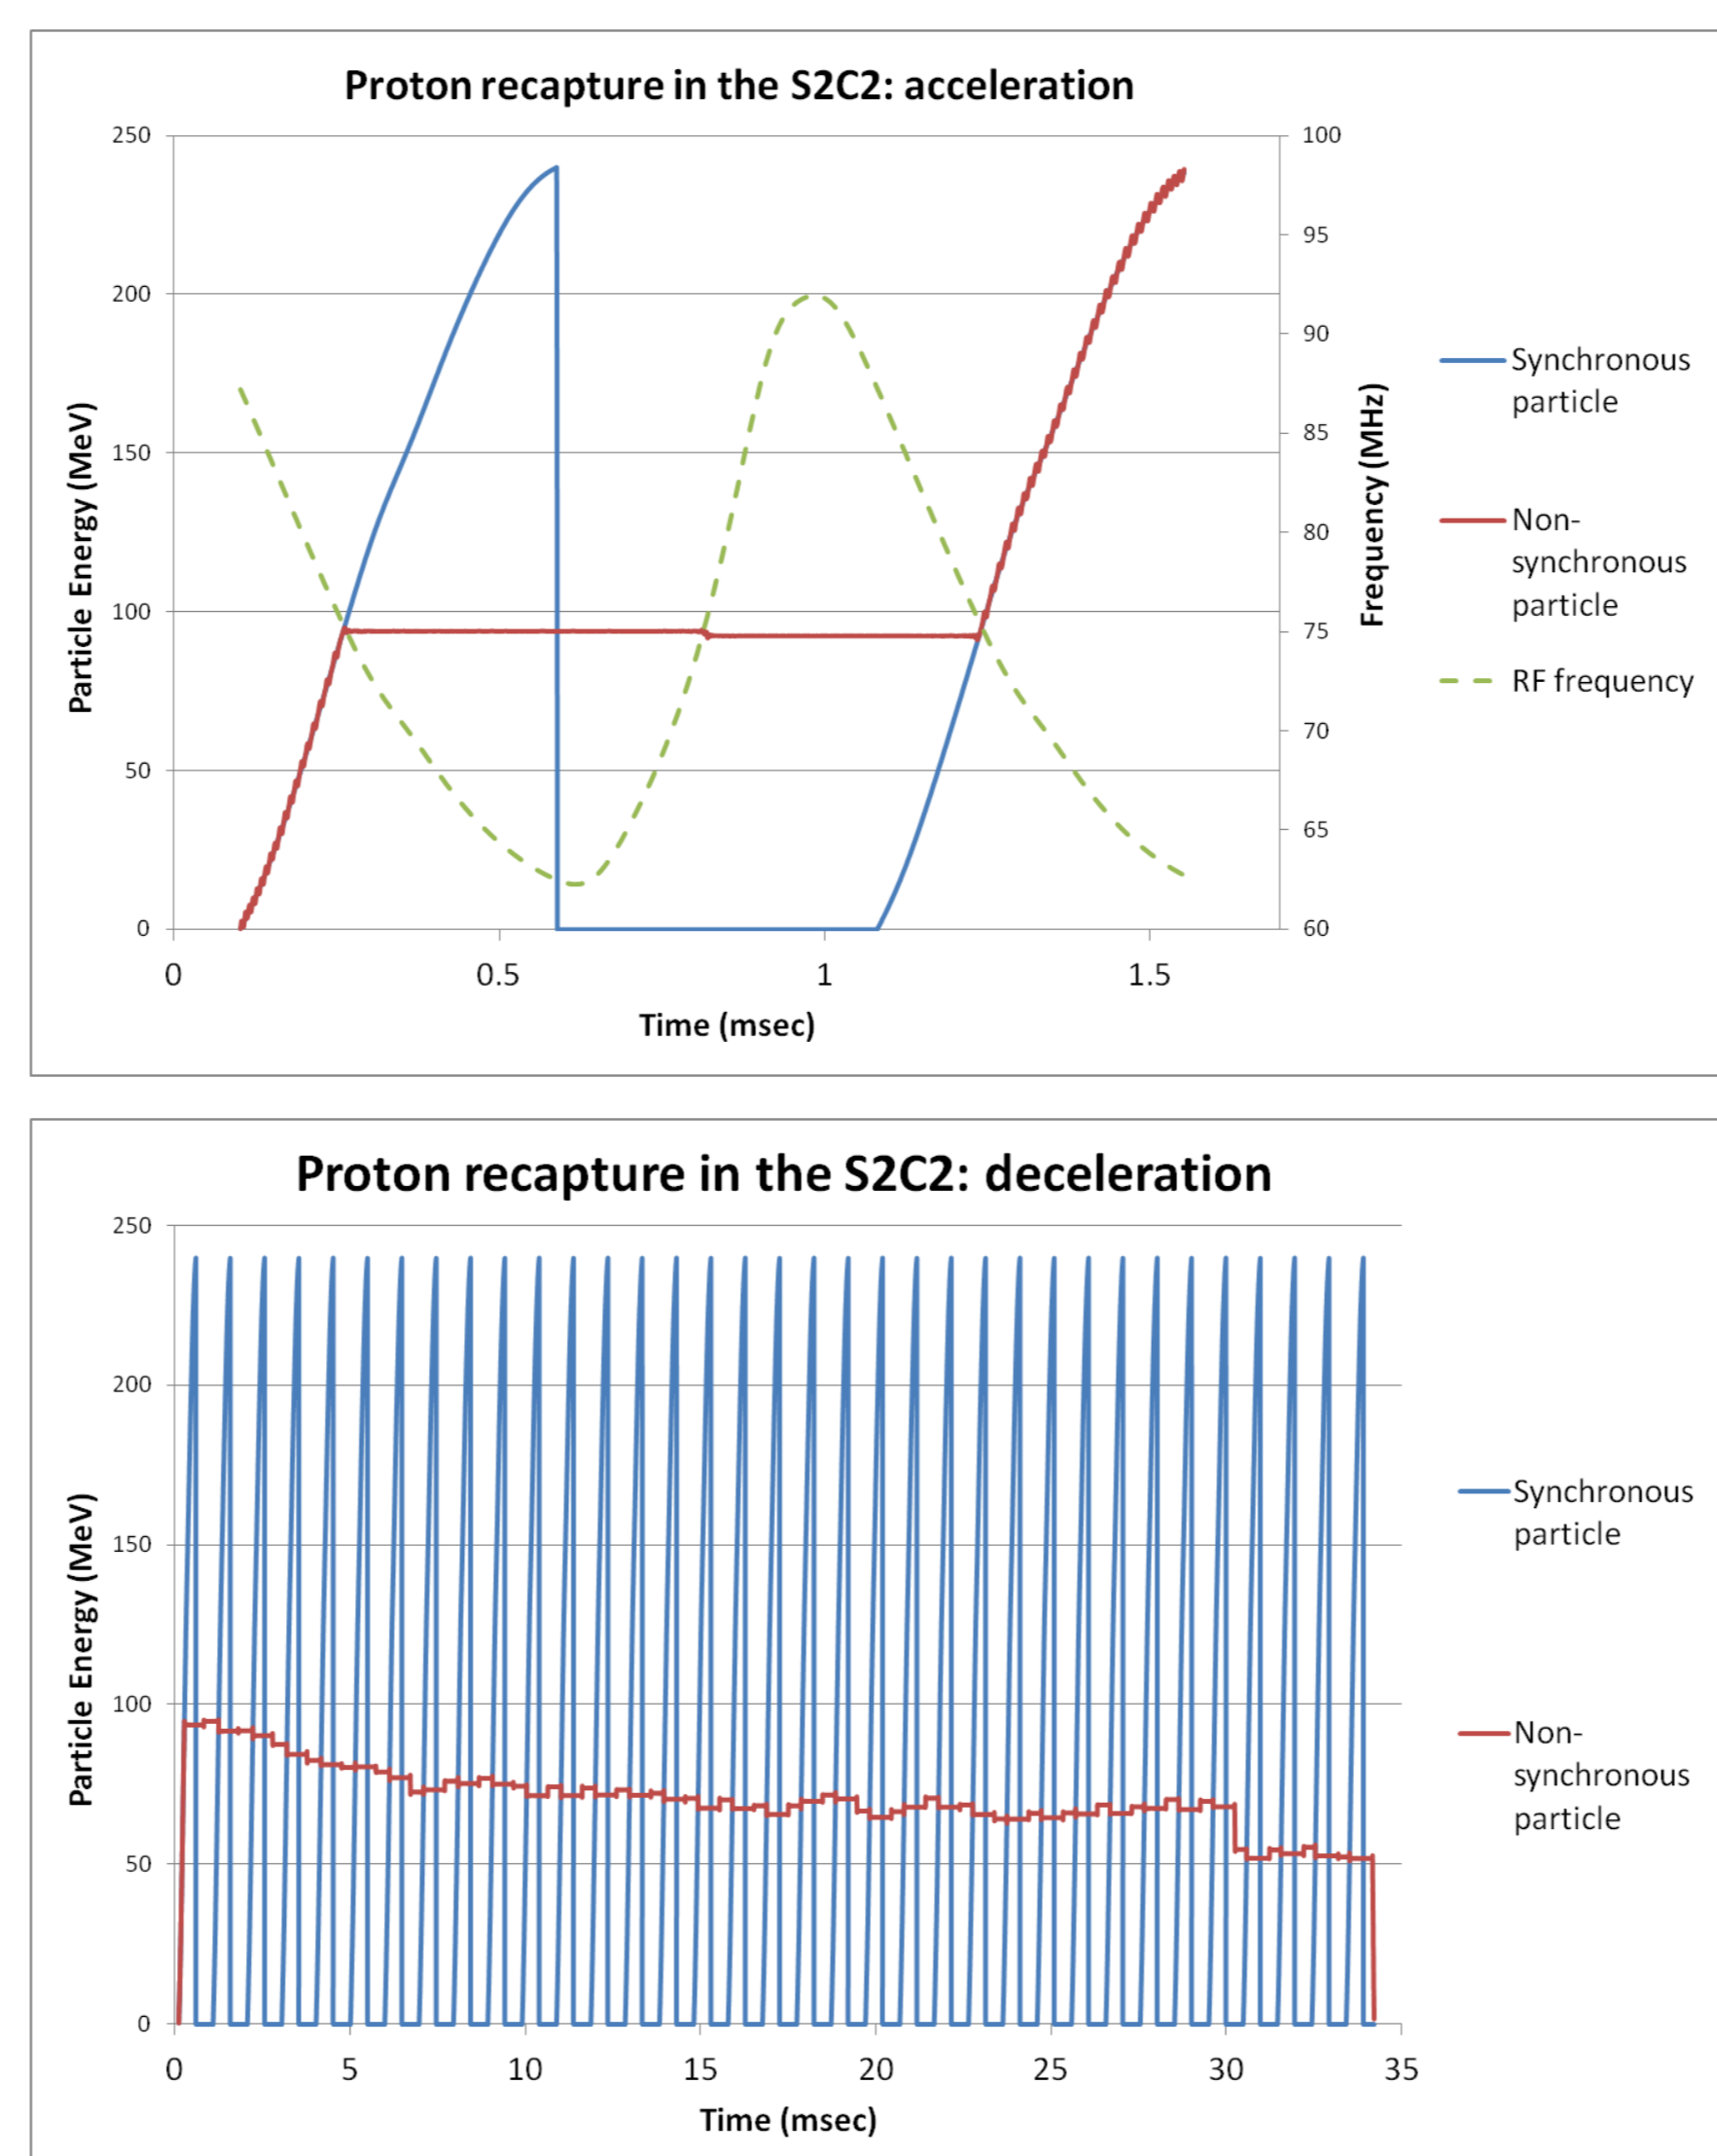 Proton recapture in the S2C2: acceleration
250
200
150
100
50
0
100
95
90
85
80
75
70
65
60
0
0.5
1
1.5
Particle Energy (MeV)
Frequency (MHz)
Time (msec)
Synchronous
particle
Non-
synchronous
particle
RF frequency
Proton recapture in the S2C2: deceleration
250
200
150
100
50
0
0
5
10
15
20
25
30
35
Particle Energy (MeV)
Time (msec)
Synchronous
particle
Non-
synchronous
particle